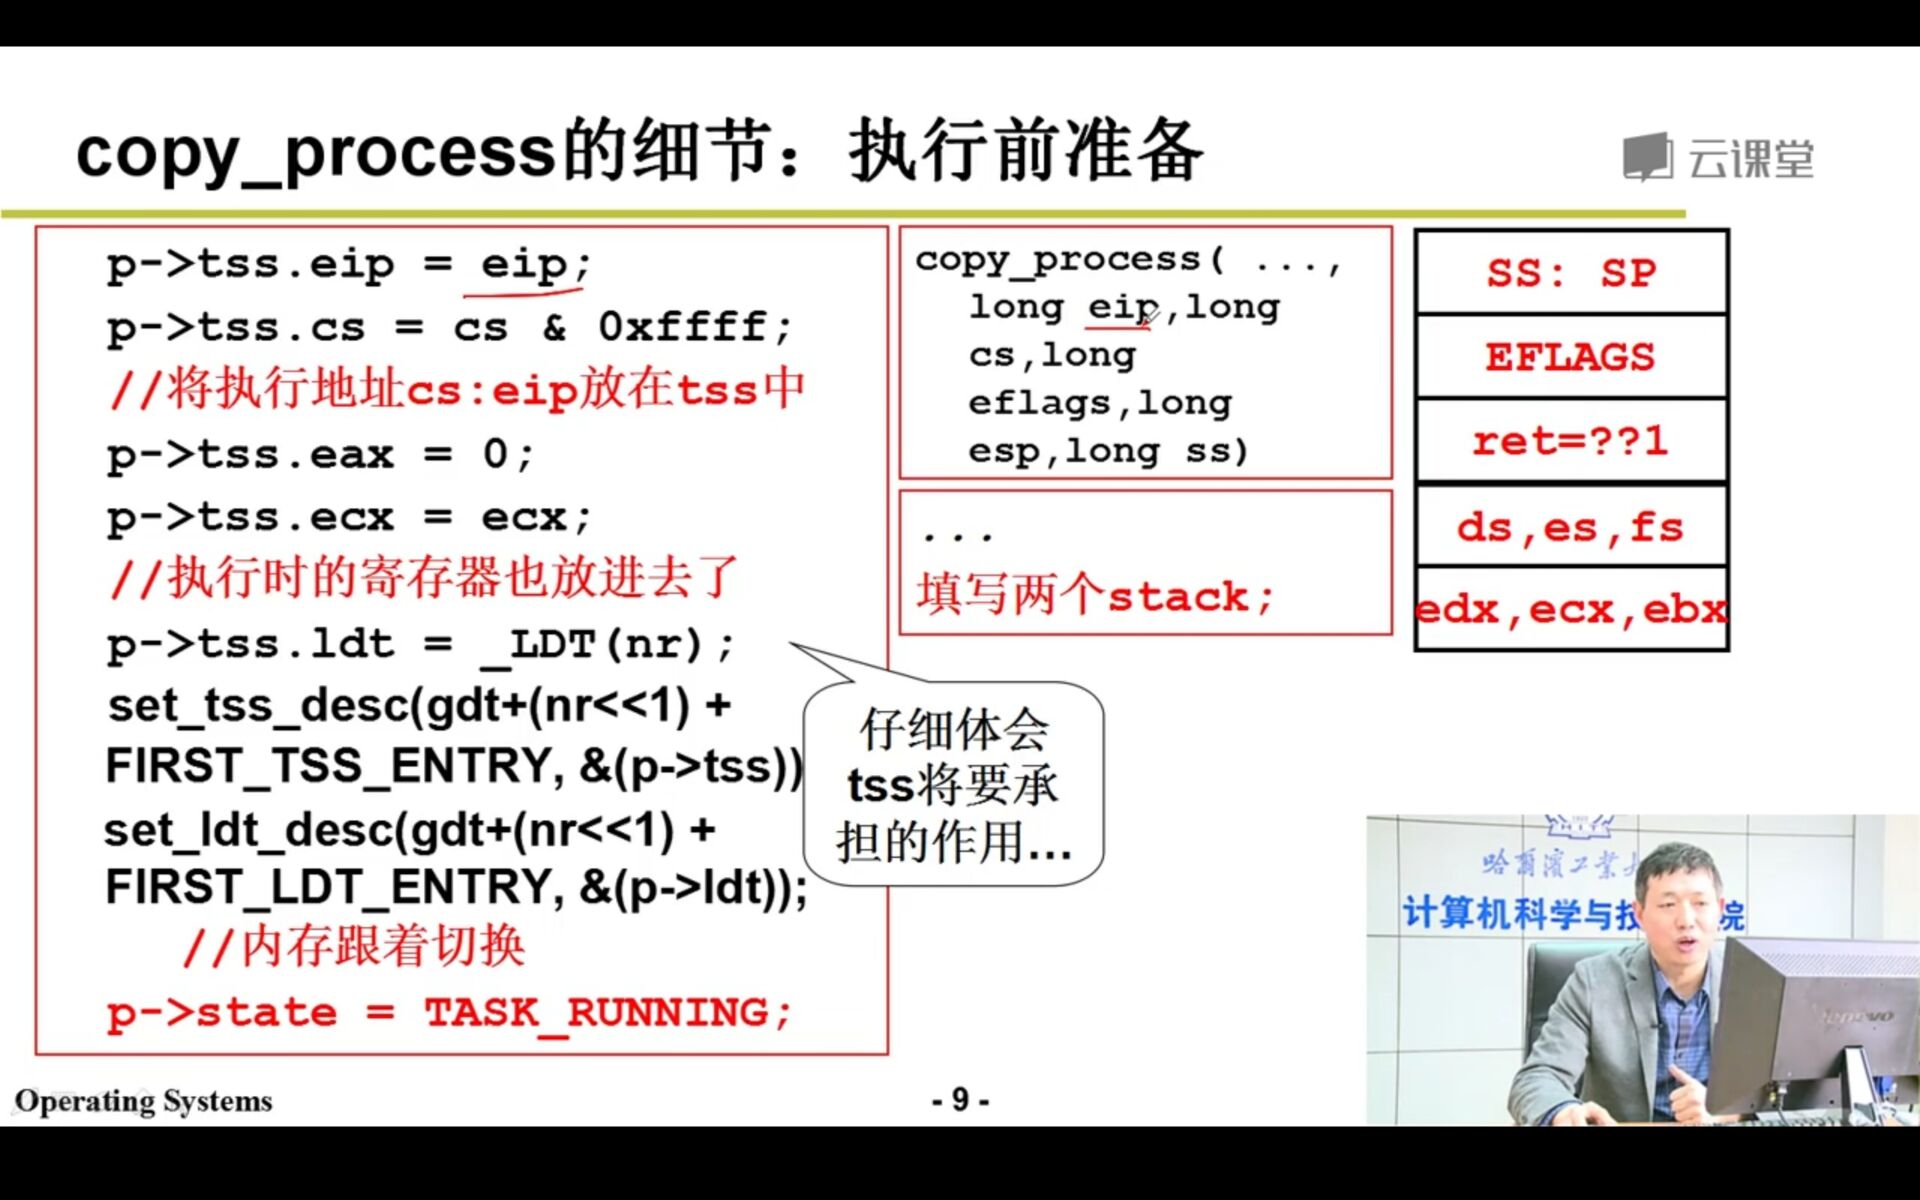 copy_process的细节：执行前准备
云课堂
p->tss.eip = eip;
p->tss.cs = cs & 0xffff;
//将执行地址cs:eip放在tss中
p->tss.eax = 0;
p->tss.ecx = ecx;
//执行时的寄存器也放进去了
p->tss.ldt = _LDT(nr);
set_tss_desc(gdt+(nr<<1) +
FIRST_TSS_ENTRY, &(p->tss))
set_ldt_desc(gdt+(nr<<1) +
FIRST_LDT_ENTRY, &(p->ldt));
//内存跟着切换
p->state = TASK_RUNNING;
copy_process( ...,
long eip,long
cs,long
eflags,long
esp,long ss)
...
填写两个stack;
仔细体会
tss将要承
担的作用...
SS: SP
EFLAGS
ret=??1
ds,es,fs
edx,ecx,ebx
哈尔滨工业大
计算机科学与技 院
lenovo
Operating Systems
- 9 -